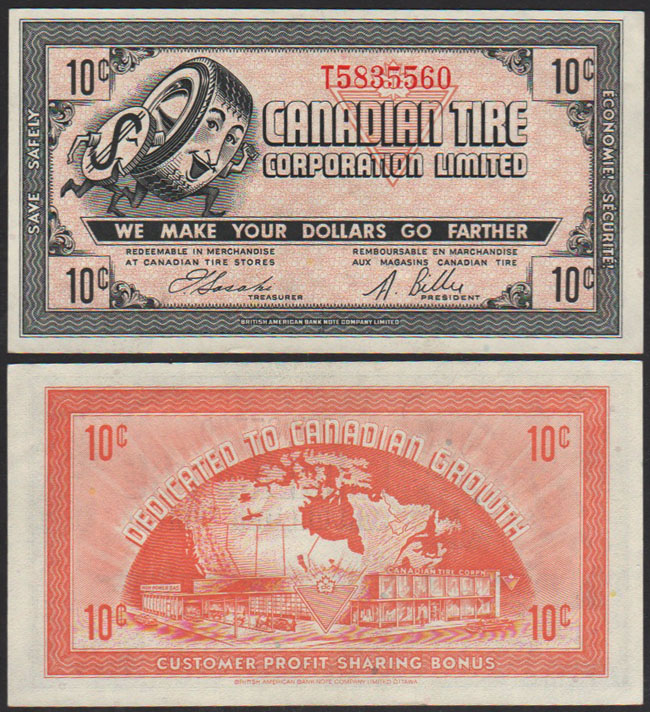 10¢
T5835560
10¢
SAVE SAFELY
ECONOMIE! SÉCURITÉ!
$
CANADIAN TIRE
CORPORATION LIMITED
WE MAKE YOUR DOLLARS GO FARTHER
REDEEMABLE IN MERCHANDISE
AT CANADIAN TIRE STORES
REMBOURSABLE EN MARCHANDISE
AUX MAGASINS CANADIAN TIRE
10¢
TREASURER
A. Billes
PRESIDENT
10¢
BRITISH AMERICAN BANK NOTE COMPANY LIMITED
10¢
10¢
DEDICATED TO CANADIAN GROWTH
CANADIAN TIRE CORPN.
10¢
10¢
CUSTOMER PROFIT SHARING BONUS
BRITISH AMERICAN BANK NOTE COMPANY LIMITED OTTAWA